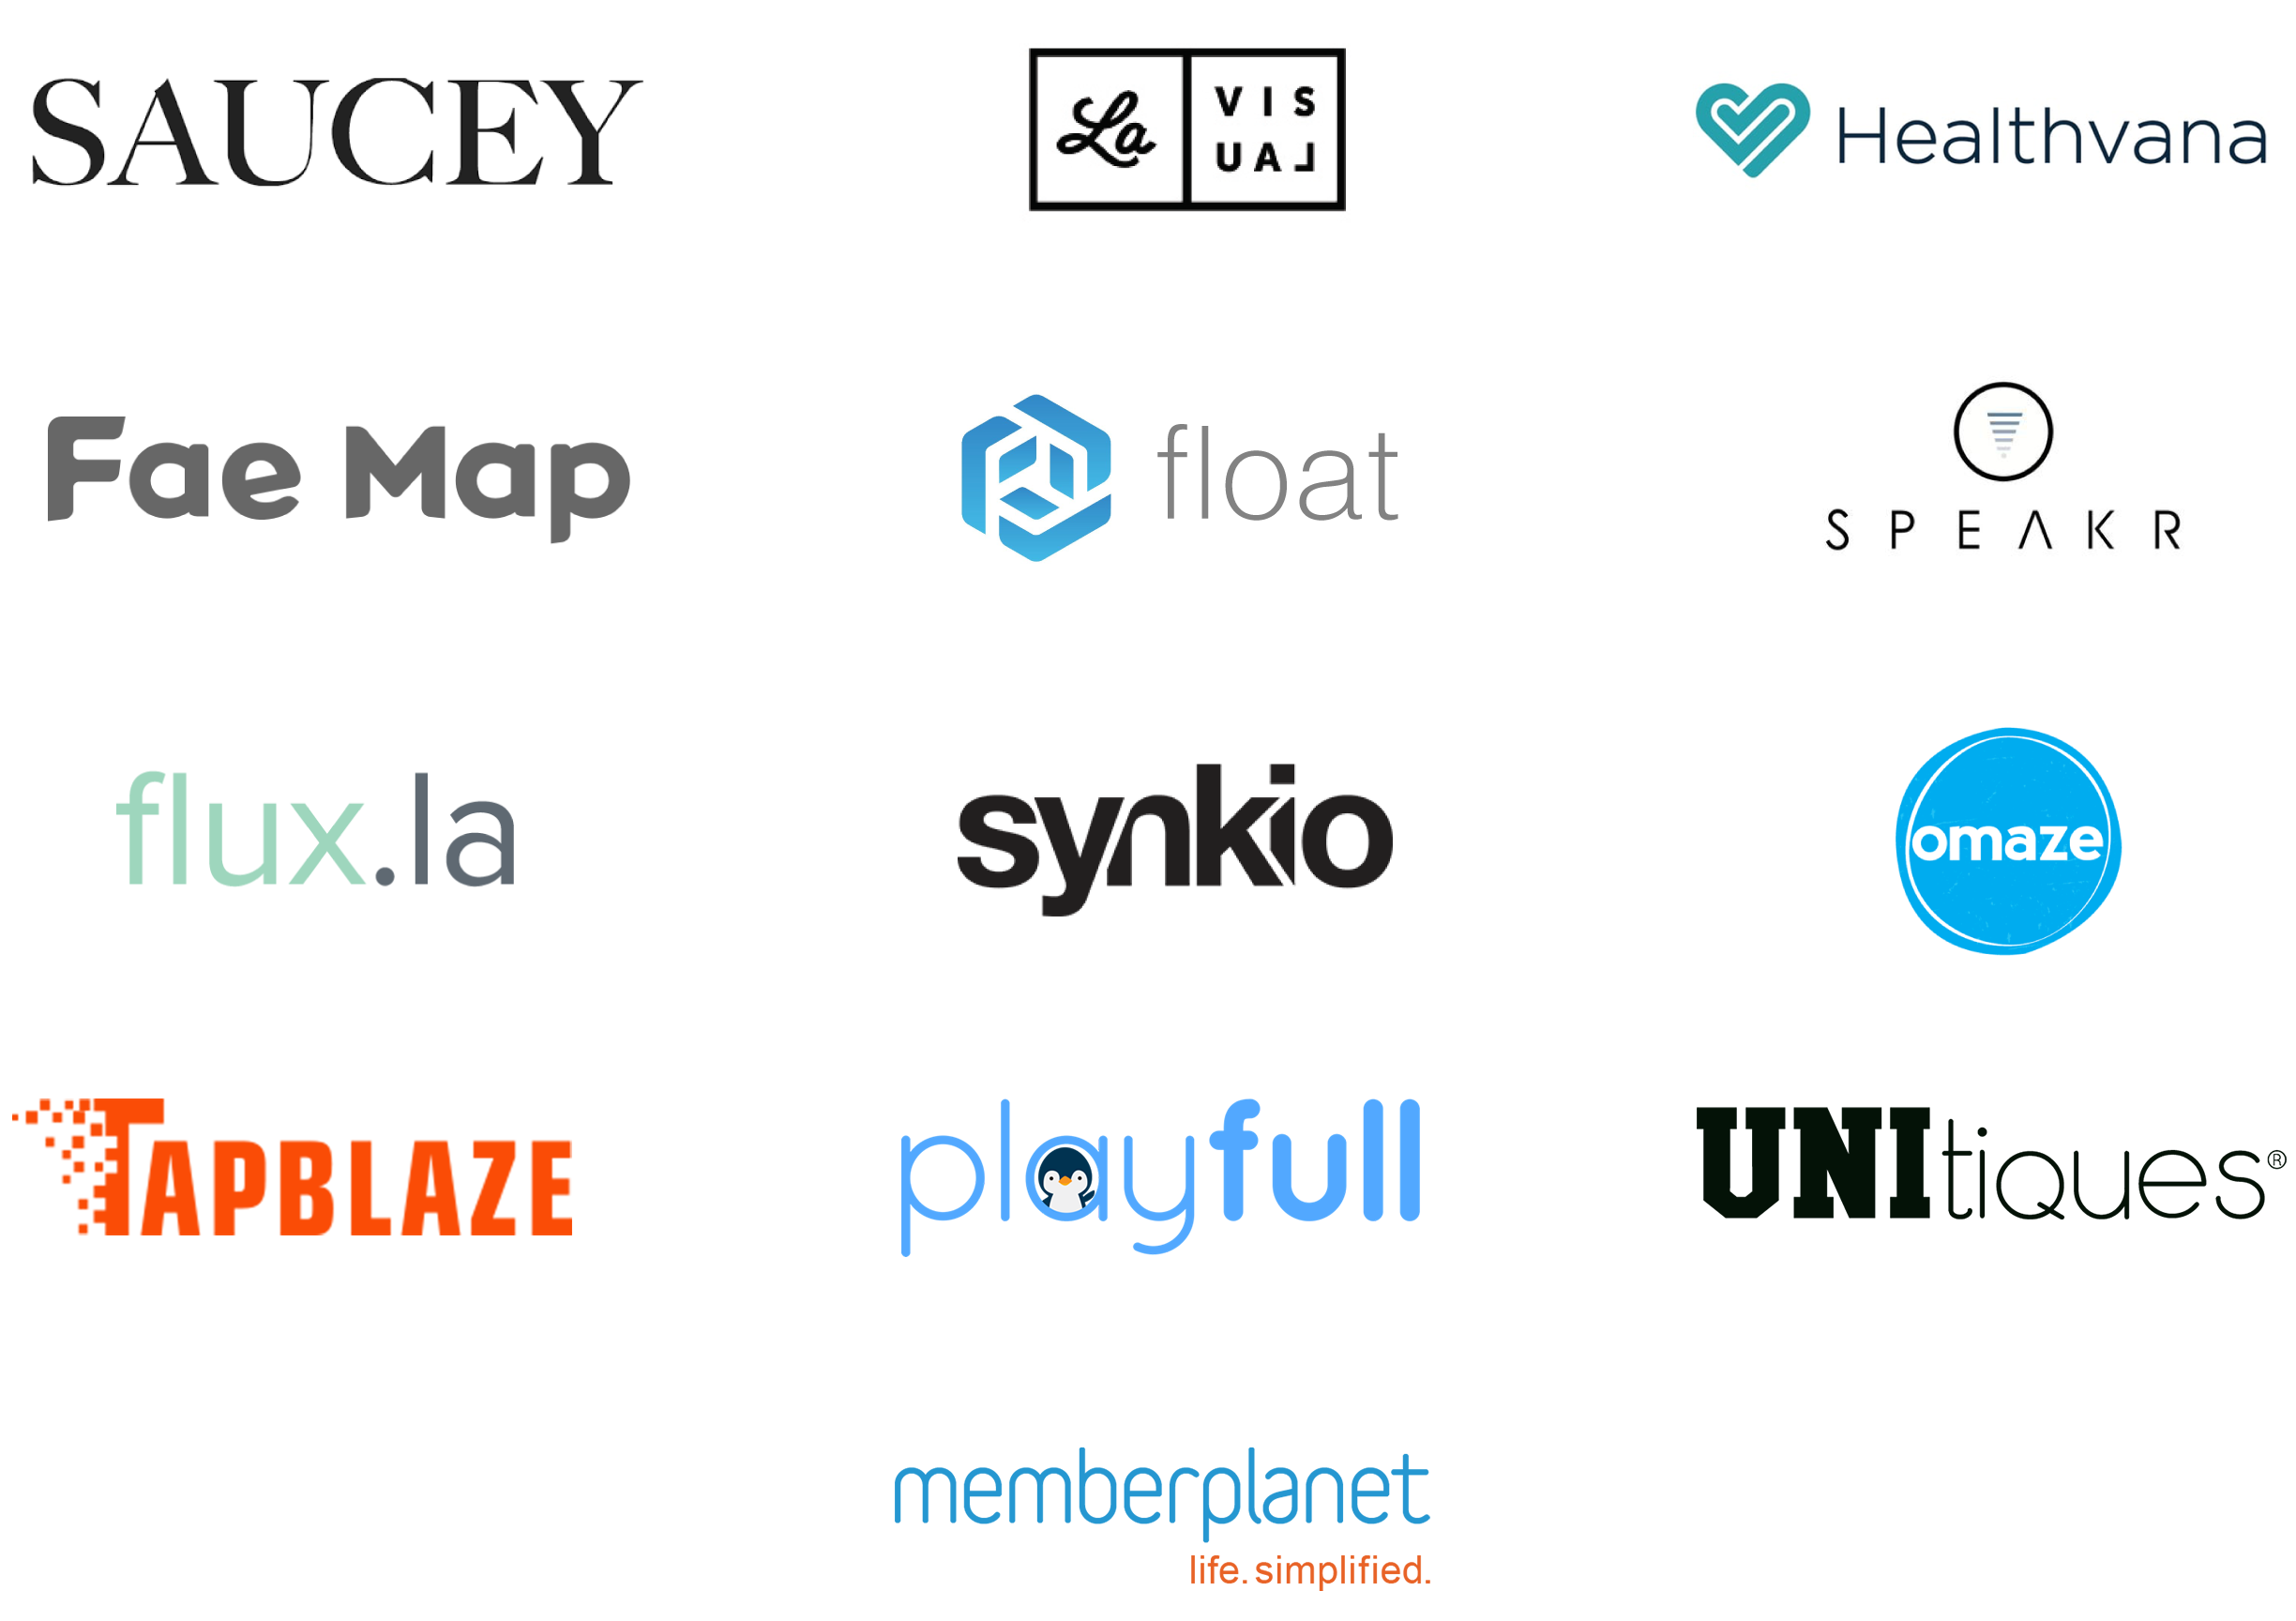 SAUCEY
La
VIS
UAL
Healthvana
Fae Map
float
SPEAKR
flux.la
synkio
omaze
TAPBLAZE
playfull
UNItiques®
memberplanet
life. simplified.